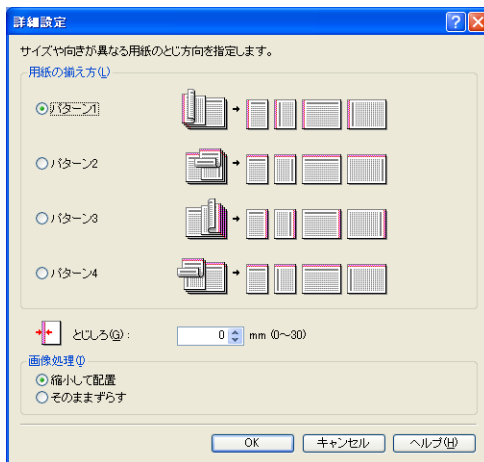 詳細設定
サイズや向きが異なる用紙のとじ方向を指定します。
用紙の揃え方(L)
パターン1
パターン2
パターン3
パターン4
とじしろ(G): 0 mm (0～30)
画像処理(I)
縮小して配置
そのままずらす
OK キャンセル ヘルプ(H)